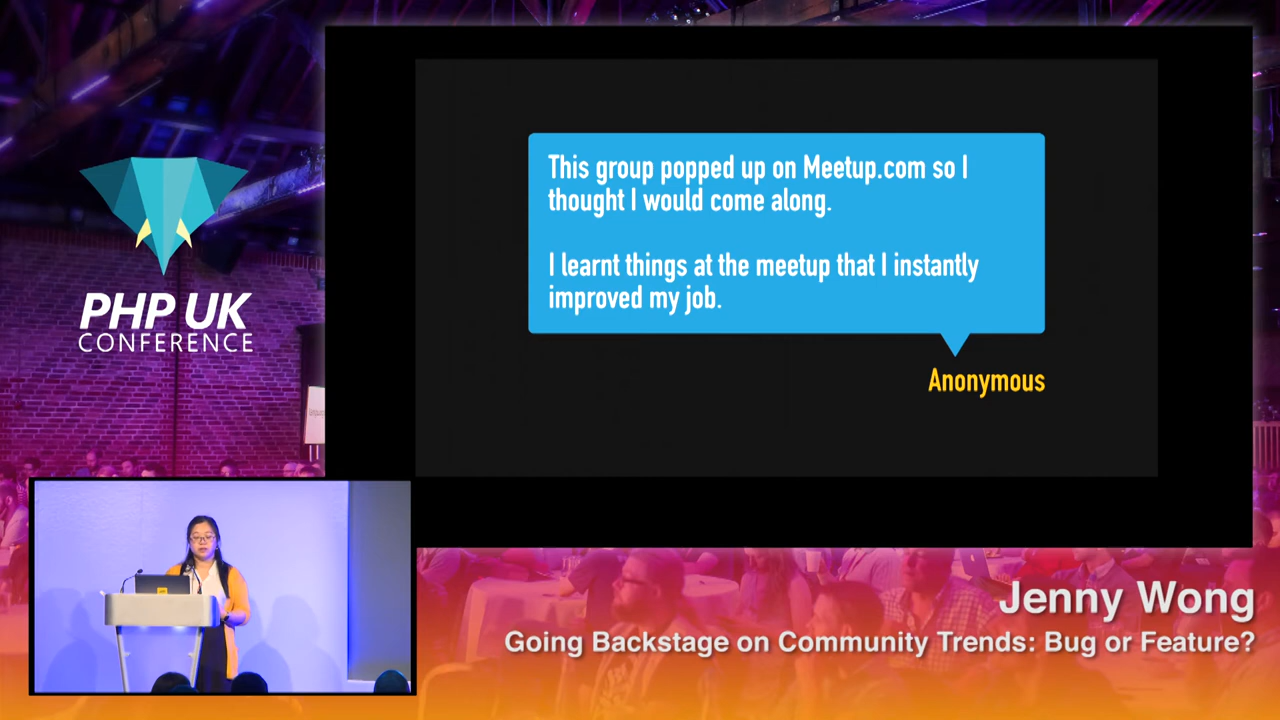 This group popped up on Meetup.com so I
thought I would come along.
I learnt things at the meetup that I instantly
improved my job.
Anonymous
PHP UK
CONFERENCE
Jenny Wong
Going Backstage on Community Trends: Bug or Feature?